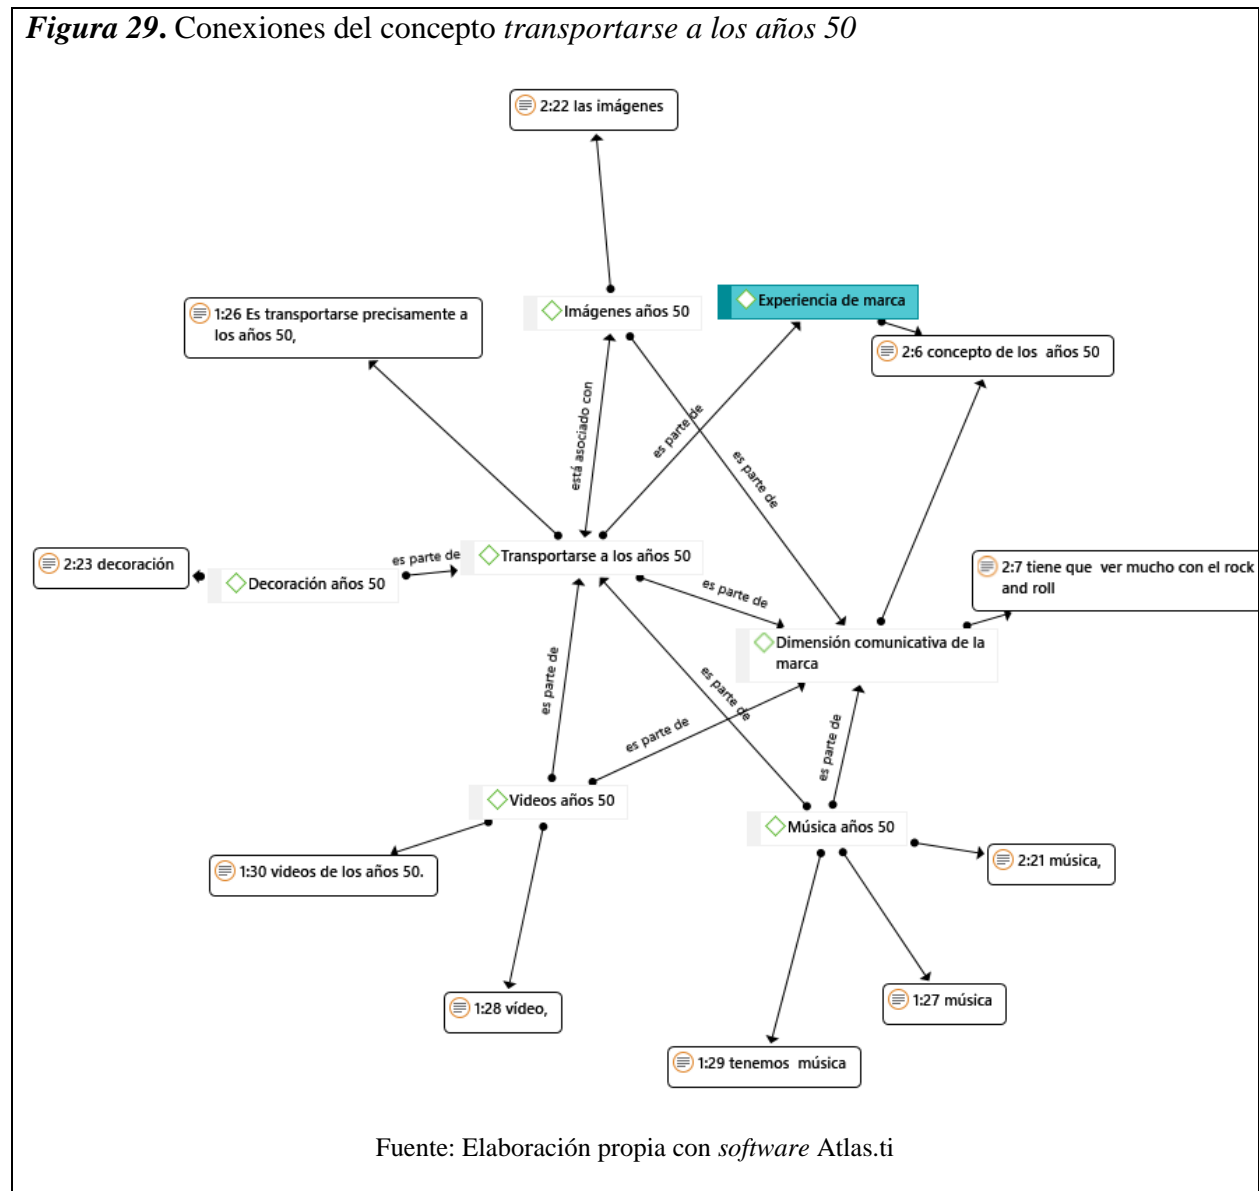 Figura 29. Conexiones del concepto transportarse a los años 50
2:22 las imágenes
Imágenes años 50
Experiencia de marca
1:26 Es transportarse precisamente a
los años 50,
2:6 concepto de los  años 50
está asociado con
es parte de
es parte de
2:23 decoración
es parte de
Decoración años 50
Transportarse a los años 50
2:7 tiene que  ver mucho con el rock
and roll
es parte de
Dimensión comunicativa de la
marca
es parte de
es parte de
es parte de
es parte de
Videos años 50
Música años 50
1:30 videos de los años 50.
2:21 música,
1:28 vídeo,
1:27 música
1:29 tenemos  música
Fuente: Elaboración propia con software Atlas.ti